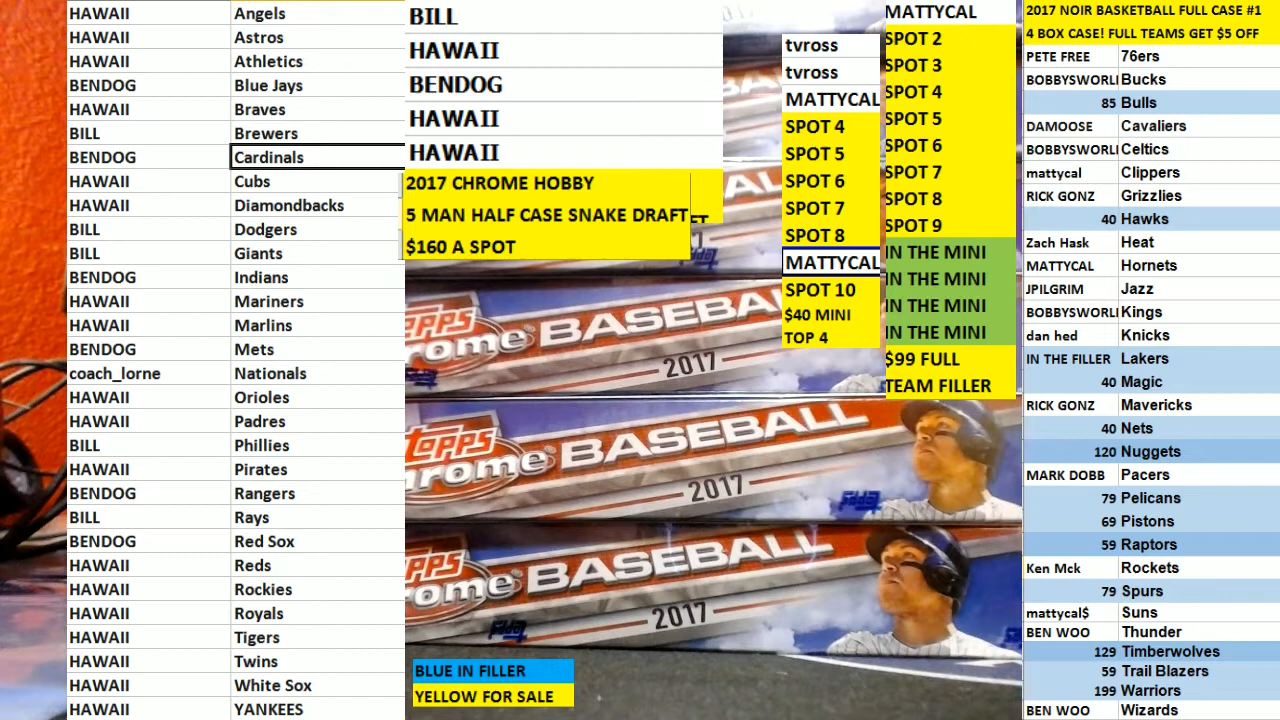 HAWAII Angels
HAWAII Astros
HAWAII Athletics
BENDOG Blue Jays
HAWAII Braves
BILL Brewers
BENDOG Cardinals
HAWAII Cubs
HAWAII Diamondbacks
BILL Dodgers
BILL Giants
BENDOG Indians
HAWAII Mariners
HAWAII Marlins
BENDOG Mets
coach_lorne Nationals
HAWAII Orioles
HAWAII Padres
BILL Phillies
HAWAII Pirates
BENDOG Rangers
BILL Rays
BENDOG Red Sox
HAWAII Reds
HAWAII Rockies
HAWAII Royals
HAWAII Tigers
HAWAII Twins
HAWAII White Sox
HAWAII YANKEES
BILL
HAWAII
BENDOG
HAWAII
HAWAII
2017 CHROME HOBBY
5 MAN HALF CASE SNAKE DRAFT
$160 A SPOT
tvross
tvross
MATTYCAL
SPOT 4
SPOT 5
SPOT 6
SPOT 7
SPOT 8
MATTYCAL
SPOT 10
$40 MINI
TOP 4
MATTYCAL
SPOT 2
SPOT 3
SPOT 4
SPOT 5
SPOT 6
SPOT 7
SPOT 8
SPOT 9
IN THE MINI
IN THE MINI
IN THE MINI
IN THE MINI
$99 FULL
TEAM FILLER
TOPPS
chrome BASEBALL
2017
topps
chrome BASEBALL
2017
topps
TOPPS
chrome BASEBALL
2017
topps
BLUE IN FILLER
YELLOW FOR SALE
2017 NOIR BASKETBALL FULL CASE #1
4 BOX CASE! FULL TEAMS GET $5 OFF
PETE FREE 76ers
BOBBYSWORLI Bucks
85 Bulls
DAMOOSE Cavaliers
BOBBYSWORLI Celtics
mattycal Clippers
RICK GONZ Grizzlies
40 Hawks
Zach Hask Heat
MATTYCAL Hornets
JPILGRIM Jazz
BOBBYSWORLI Kings
dan hed Knicks
IN THE FILLER Lakers
40 Magic
RICK GONZ Mavericks
40 Nets
120 Nuggets
MARK DOBB Pacers
79 Pelicans
69 Pistons
59 Raptors
Ken Mck Rockets
79 Spurs
mattycal$ Suns
BEN WOO Thunder
129 Timberwolves
59 Trail Blazers
199 Warriors
BEN WOO Wizards